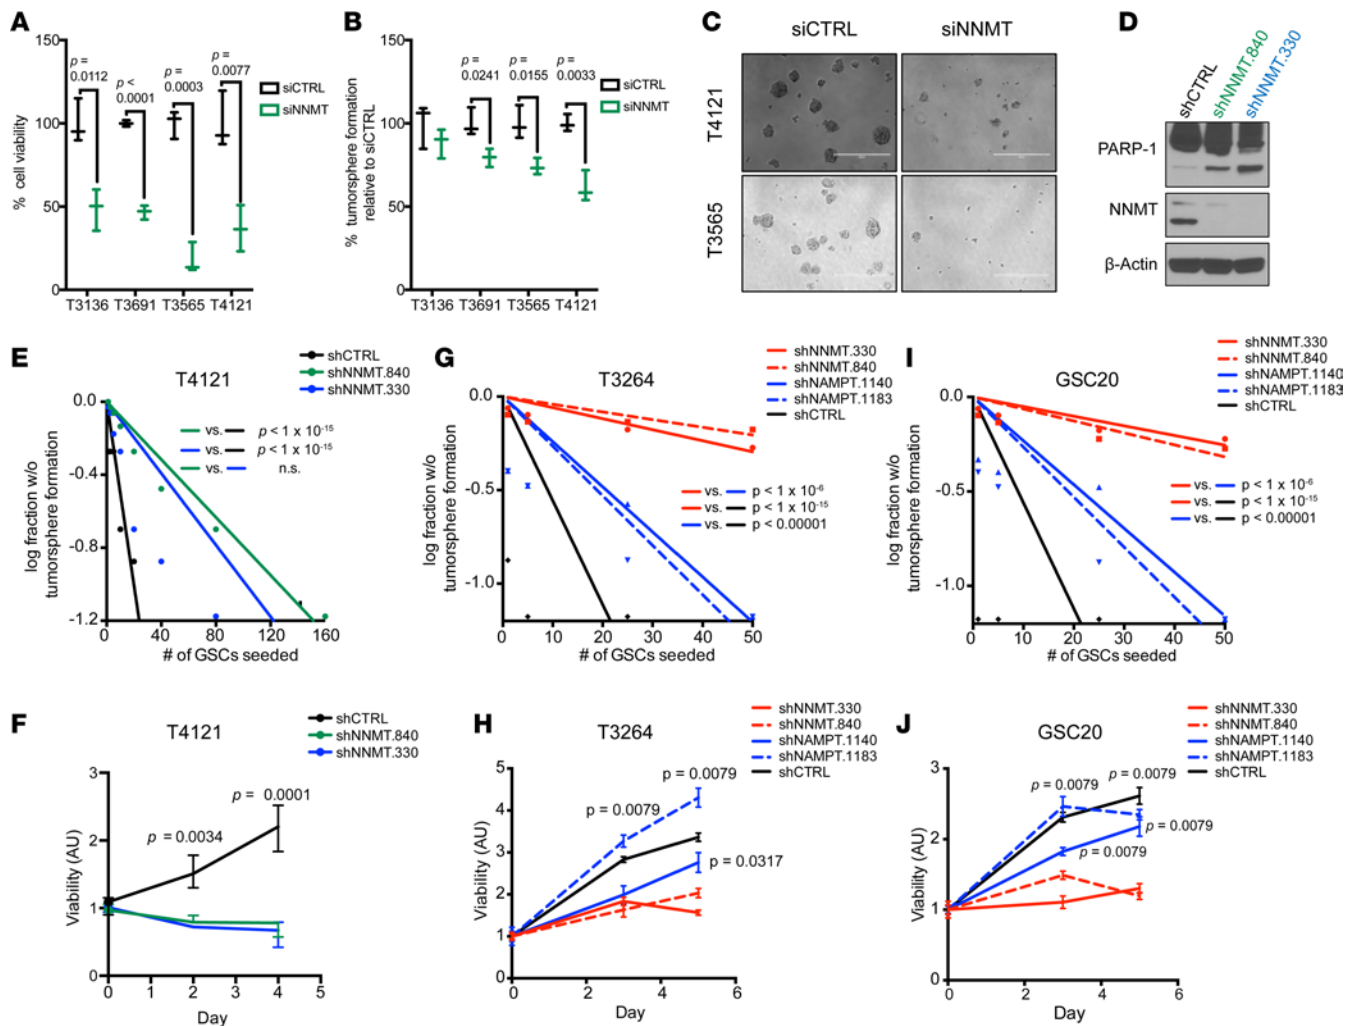 A
150
100
50
0
% cell viability
p =
0.0112
p <
0.0001
p =
0.0003
p =
0.0077
siCTRL
siNNMT
T3136 T3691 T3565 T4121
B
150
100
50
0
% tumorsphere formation
relative to siCTRL
p =
0.0241
p =
0.0155
p =
0.0033
siCTRL
siNNMT
T3136 T3691 T3565 T4121
C
siCTRL siNNMT
T4121
T3565
D
shCTRL
shNNMT.840
shNNMT.330
PARP-1
NNMT
β-Actin
E
T4121
shCTRL
shNNMT.840
shNNMT.330
0.0
-0.4
-0.8
-1.2
log fraction w/o
tumorsphere formation
vs. p < 1 x 10-15
vs. p < 1 x 10-15
vs. n.s.
0 40 80 120 160
# of GSCs seeded
G
T3264
shNNMT.330
shNNMT.840
shNAMPT.1140
shNAMPT.1183
shCTRL
0.0
-0.5
-1.0
log fraction w/o
tumorsphere formation
vs. p < 1 x 10-6
vs. p < 1 x 10-15
vs. p < 0.00001
0 10 20 30 40 50
# of GSCs seeded
I
GSC20
shNNMT.330
shNNMT.840
shNAMPT.1140
shNAMPT.1183
shCTRL
0.0
-0.5
-1.0
log fraction w/o
tumorsphere formation
vs. p < 1 x 10-6
vs. p < 1 x 10-15
vs. p < 0.00001
0 10 20 30 40 50
# of GSCs seeded
F
T4121
shCTRL
shNNMT.840
shNNMT.330
3
2
1
0
Viability (AU)
p = 0.0034
p = 0.0001
0 1 2 3 4 5
Day
H
T3264
shNNMT.330
shNNMT.840
shNAMPT.1140
shNAMPT.1183
shCTRL
5
4
3
2
1
0
Viability (AU)
p = 0.0079
p = 0.0079
p = 0.0317
0 2 4 6
Day
J
GSC20
shNNMT.330
shNNMT.840
shNAMPT.1140
shNAMPT.1183
shCTRL
3
2
1
0
Viability (AU)
p = 0.0079
p = 0.0079
p = 0.0079
p = 0.0079
0 2 4 6
Day